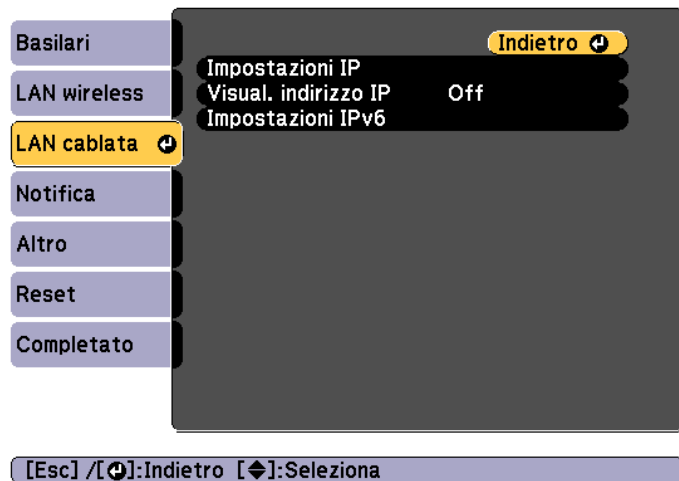 Basilari
LAN wireless
LAN cablata
Notifica
Altro
Reset
Completato
Indietro
Impostazioni IP
Visual. indirizzo IP Off
Impostazioni IPv6
[Esc] /[⏎]:Indietro [◆]:Seleziona